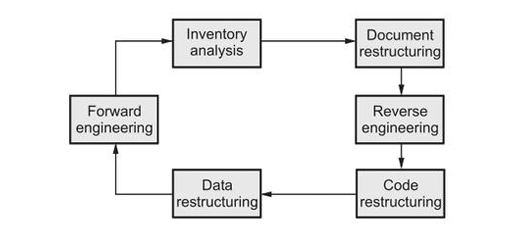 Inventory
analysis
Document
restructuring
Forward
engineering
Reverse
engineering
Data
restructuring
Code
restructuring